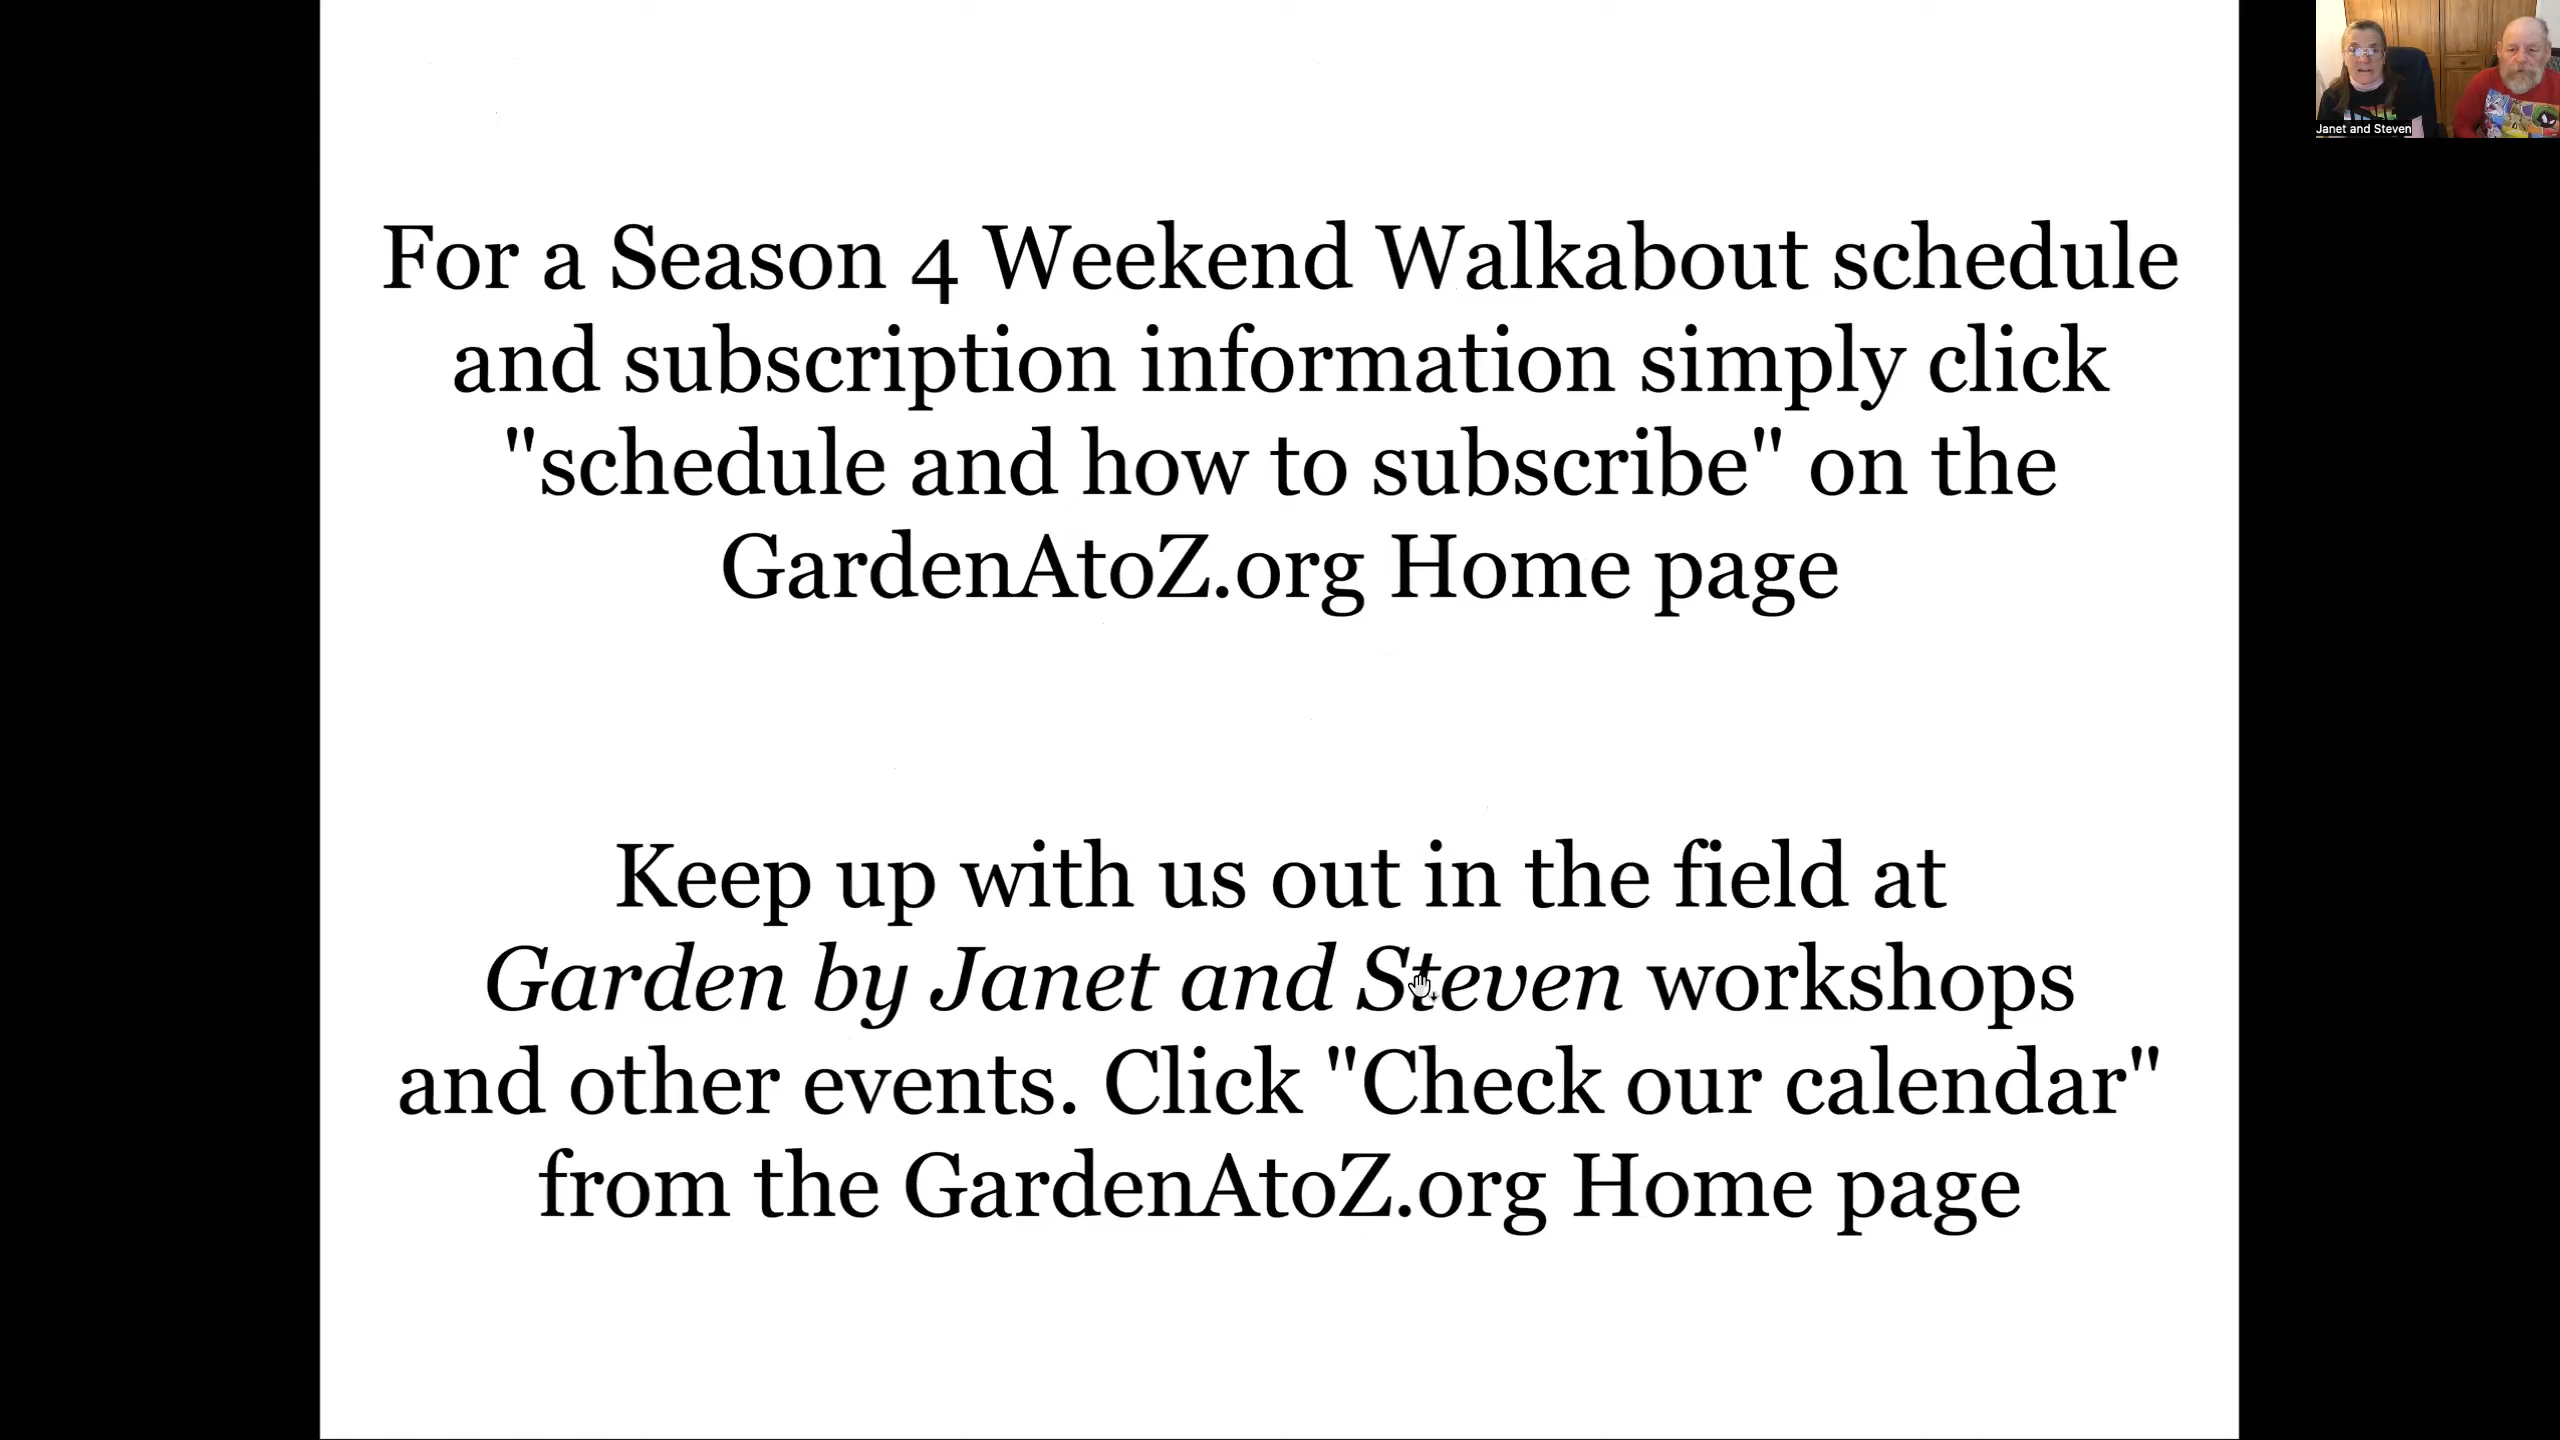 Janet and Steven
For a Season 4 Weekend Walkabout schedule
and subscription information simply click
"schedule and how to subscribe" on the
GardenAtoZ.org Home page
Keep up with us out in the field at
Garden by Janet and Steven workshops
and other events. Click "Check our calendar"
from the GardenAtoZ.org Home page